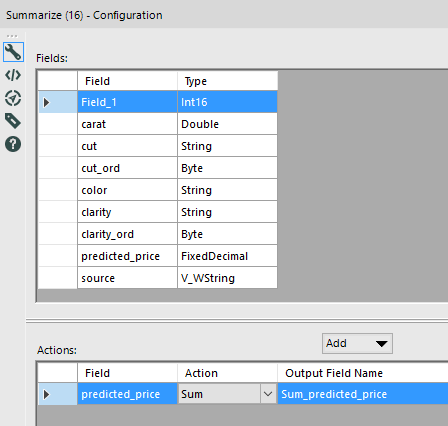 Summarize (16) - Configuration
Fields:
Field Type
Field_1 Int16
carat Double
cut String
cut_ord Byte
color String
clarity String
clarity_ord Byte
predicted_price FixedDecimal
source V_WString
Add
Actions:
Field Action Output Field Name
predicted_price Sum Sum_predicted_price